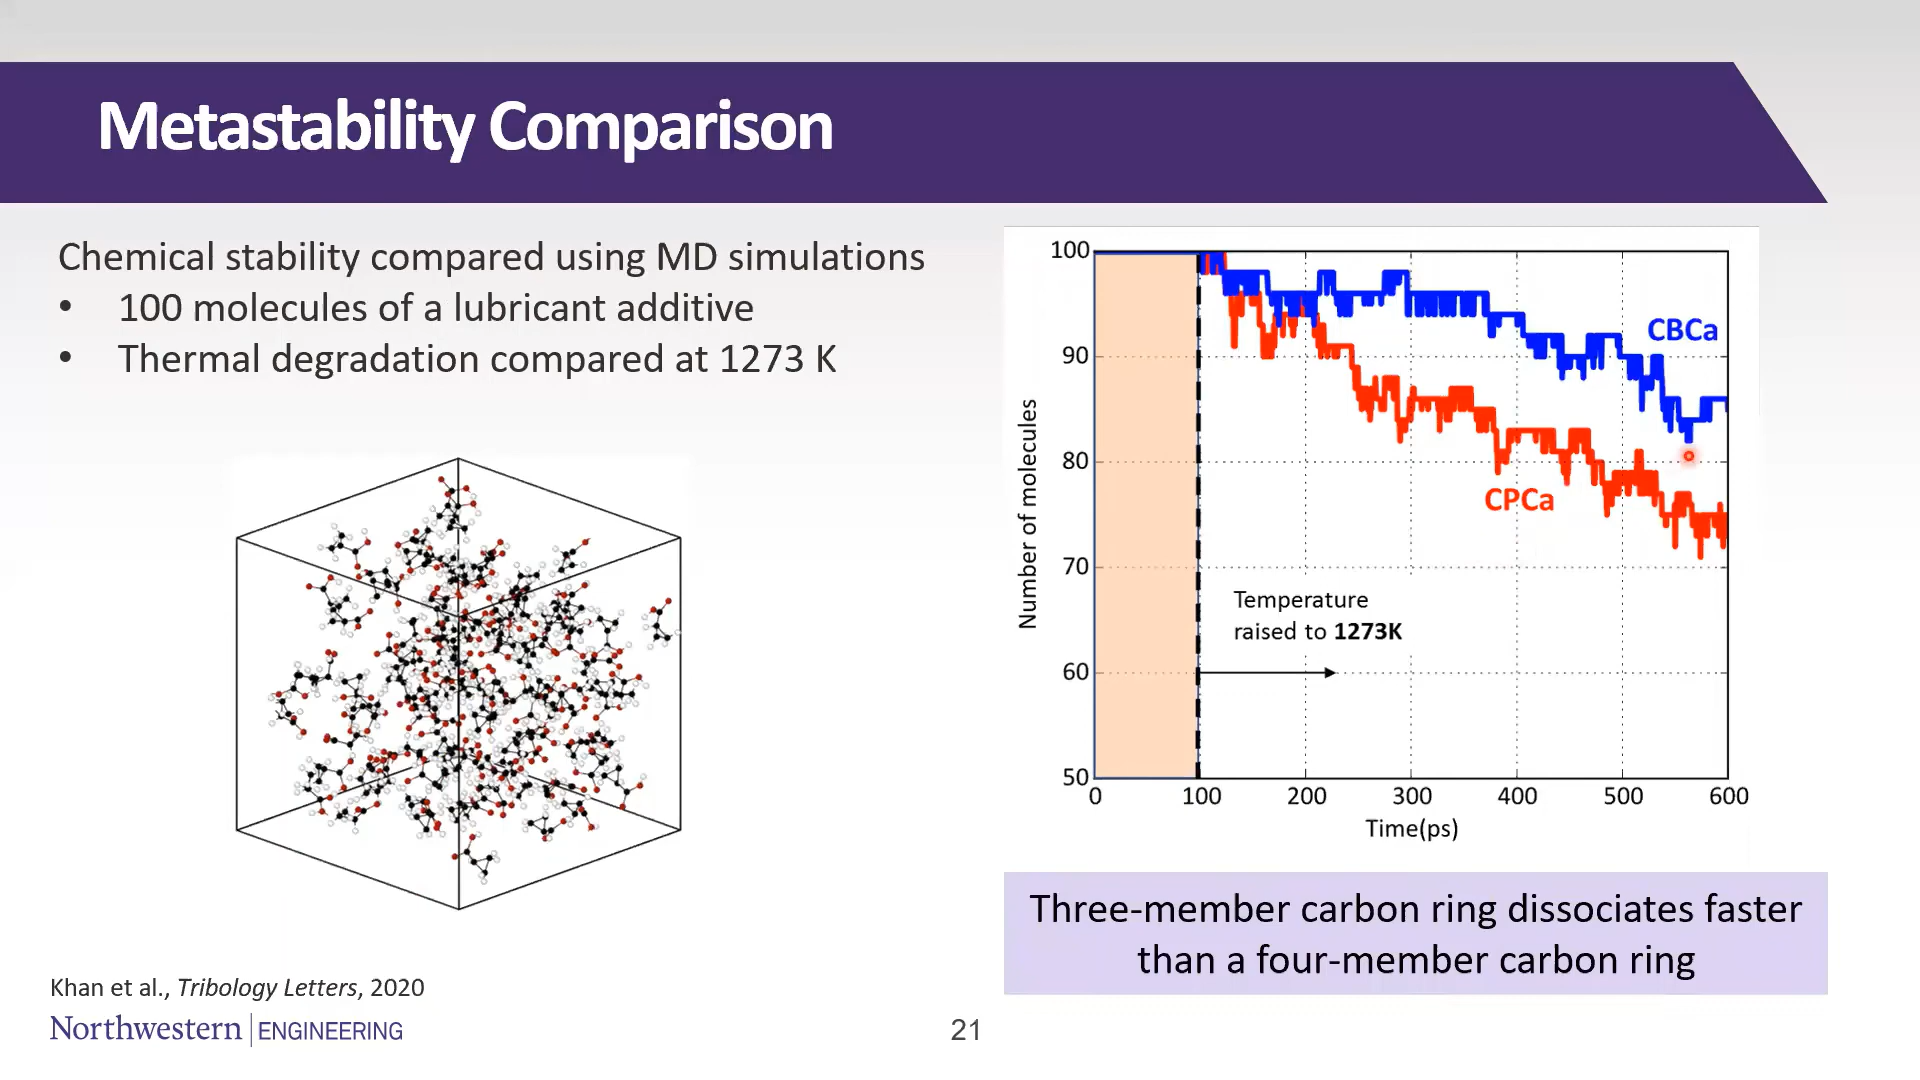 Metastability Comparison
Chemical stability compared using MD simulations
• 100 molecules of a lubricant additive
• Thermal degradation compared at 1273 K
100
90
80
70
60
50
Number of molecules
CBCa
CPCa
Temperature
raised to 1273K
0 100 200 300 400 500 600
Time(ps)
Three-member carbon ring dissociates faster
than a four-member carbon ring
Khan et al., Tribology Letters, 2020
Northwestern | ENGINEERING
21